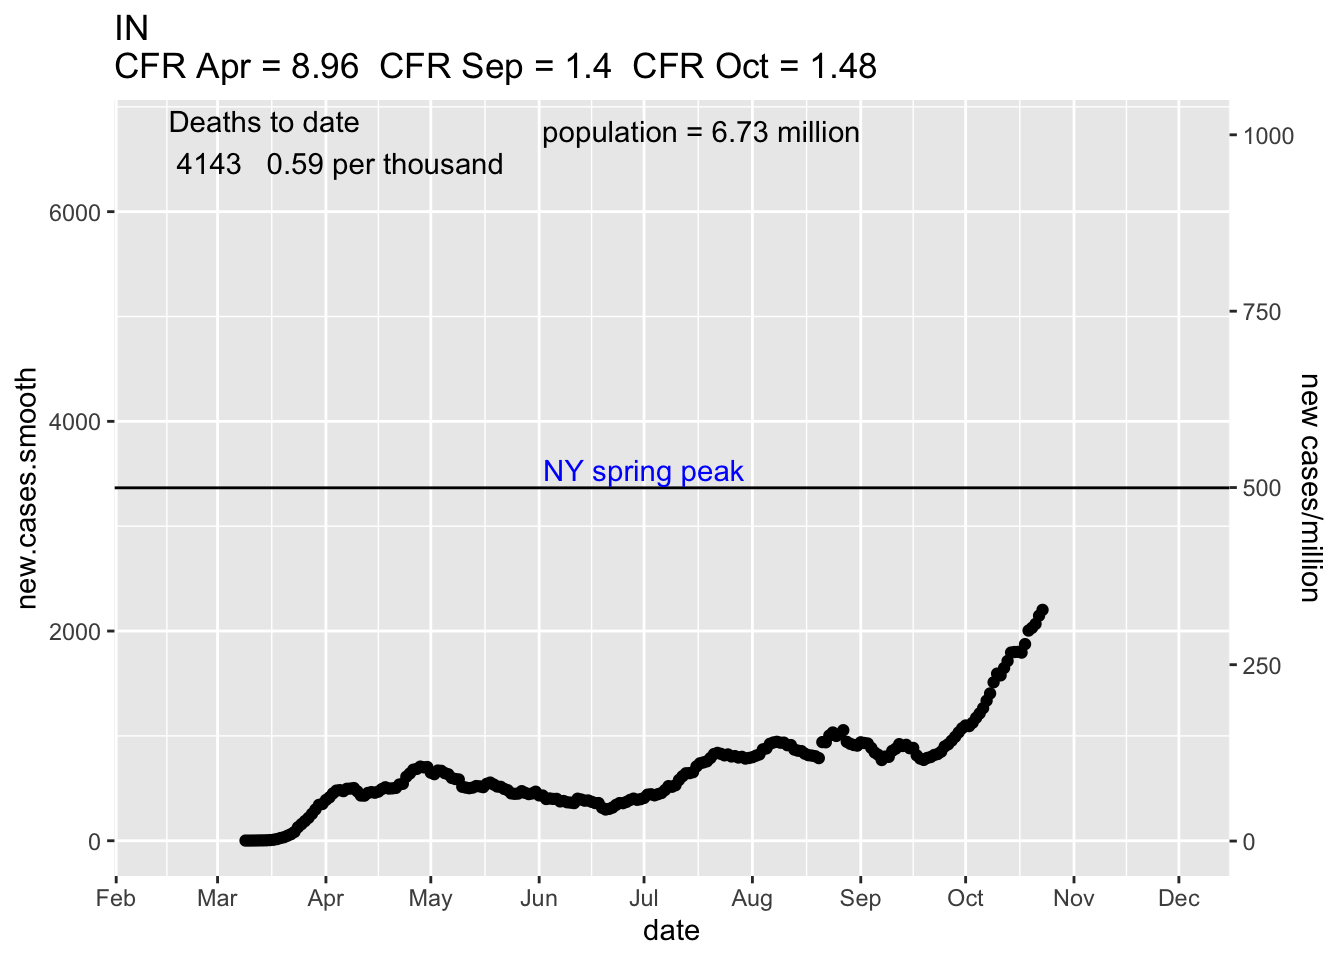 IN
CFR Apr = 8.96  CFR Sep = 1.4  CFR Oct = 1.48
Deaths to date
4143   0.59 per thousand
population = 6.73 million
NY spring peak
new.cases.smooth
6000
4000
2000
0
1000
750
500
250
0
new cases/million
Feb Mar Apr May Jun Jul Aug Sep Oct Nov Dec
date